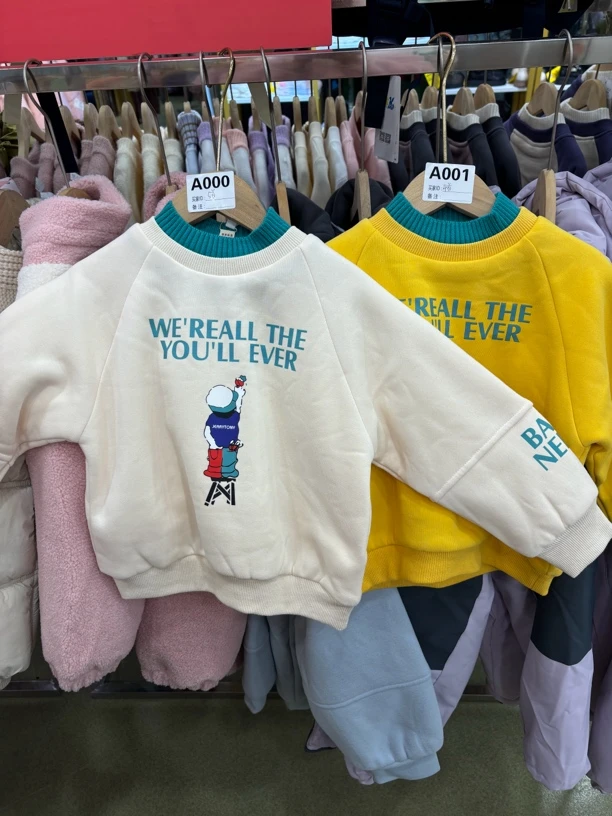 A000
A001
WE'REALL THE
YOU'LL EVER
'REALL THE
'LL EVER
BA
NE